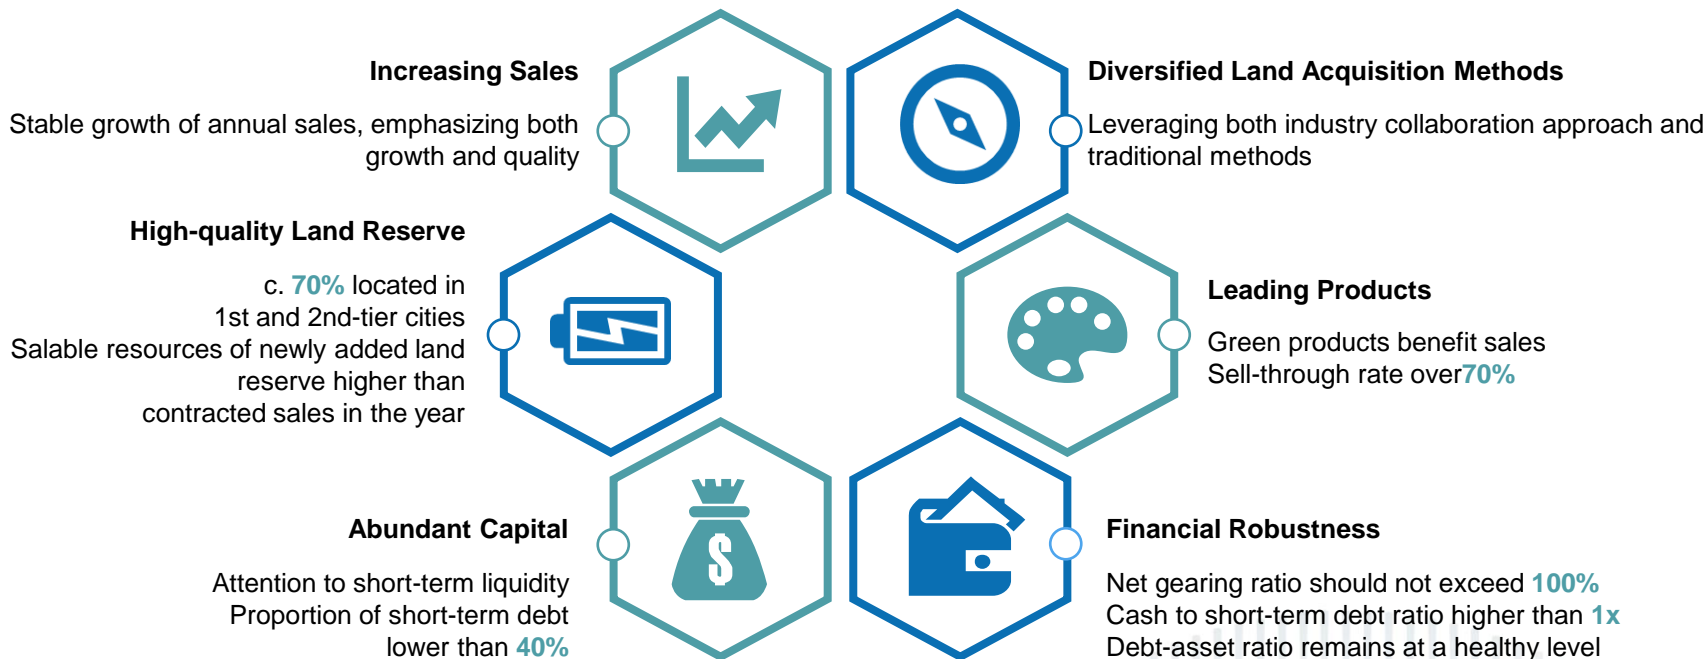 Increasing Sales
Stable growth of annual sales, emphasizing both
growth and quality
Diversified Land Acquisition Methods
Leveraging both industry collaboration approach and
traditional methods
High-quality Land Reserve
c. 70% located in
1st and 2nd-tier cities
Salable resources of newly added land
reserve higher than
contracted sales in the year
Leading Products
Green products benefit sales
Sell-through rate over70%
Abundant Capital
Attention to short-term liquidity
Proportion of short-term debt
lower than 40%
$
Financial Robustness
Net gearing ratio should not exceed 100%
Cash to short-term debt ratio higher than 1x
Debt-asset ratio remains at a healthy level